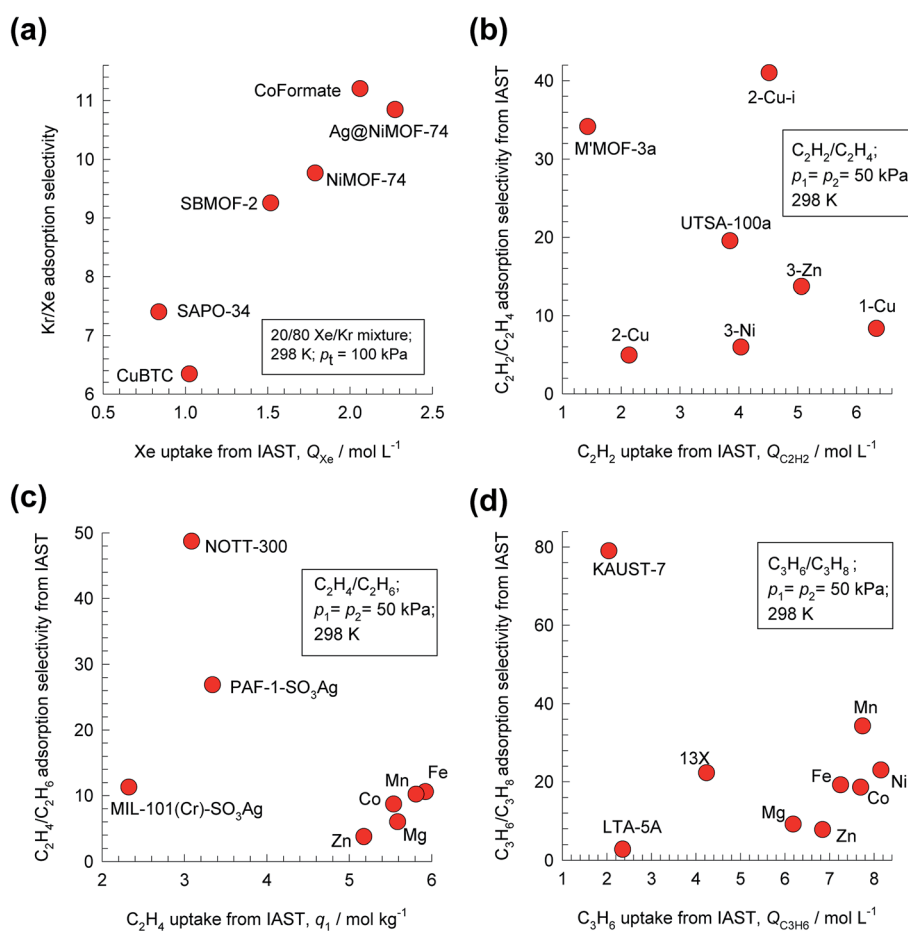 (a)
Kr/Xe adsorption selectivity
11
10
9
8
7
6
0.5
1.0
1.5
2.0
2.5
CoFormate
Ag@NiMOF-74
NiMOF-74
SBMOF-2
SAPO-34
CuBTC
20/80 Xe/Kr mixture;
298 K; pt = 100 kPa
Xe uptake from IAST, QXe / mol L-1
(b)
C2H2/C2H4 adsorption selectivity from IAST
40
30
20
10
0
1
2
3
4
5
6
2-Cu-i
M'MOF-3a
UTSA-100a
3-Zn
1-Cu
3-Ni
2-Cu
C2H2/C2H4;
p1= p2= 50 kPa;
298 K
C2H2 uptake from IAST, QC2H2 / mol L-1
(c)
C2H4/C2H6 adsorption selectivity from IAST
50
40
30
20
10
0
2
3
4
5
6
NOTT-300
PAF-1-SO3Ag
MIL-101(Cr)-SO3Ag
Fe
Mn
Co
Mg
Zn
C2H4/C2H6;
p1= p2= 50 kPa;
298 K
C2H4 uptake from IAST, q1 / mol kg-1
(d)
C3H6/C3H8 adsorption selectivity from IAST
80
60
40
20
0
1
2
3
4
5
6
7
8
KAUST-7
Mn
13X
Fe
Ni
Co
Mg
Zn
LTA-5A
C3H6/C3H8 ;
p1= p2= 50 kPa;
298 K
C3H6 uptake from IAST, QC3H6 / mol L-1